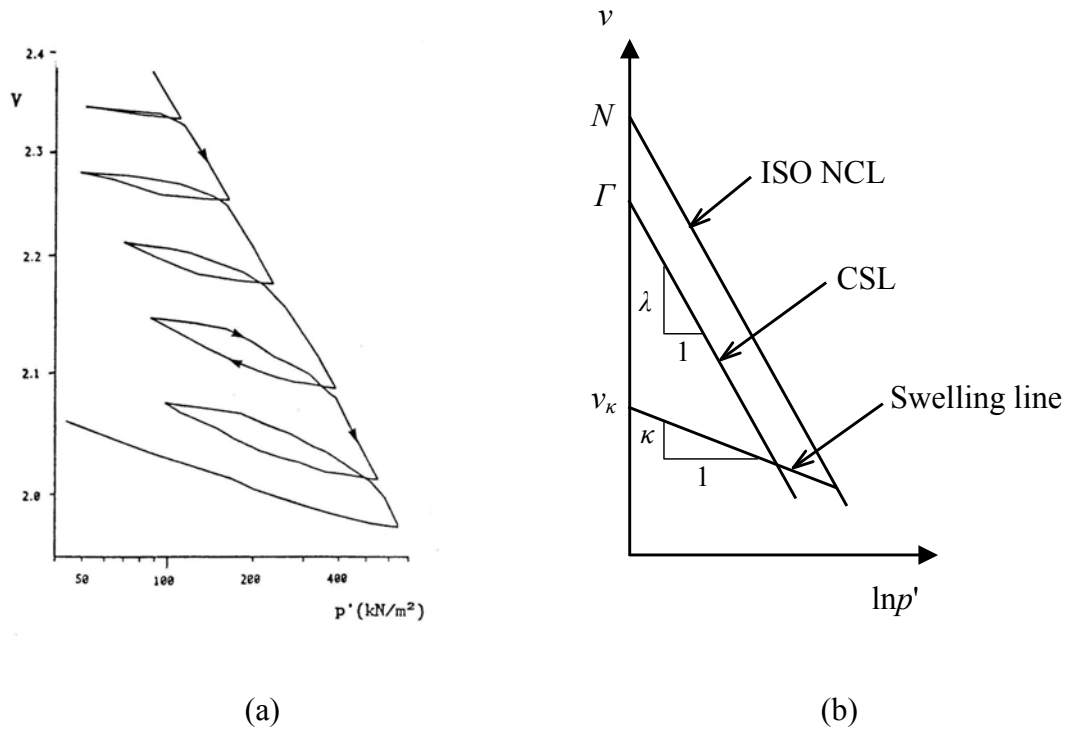 2.4
V
2.3
2.2
2.1
2.0
50
100
200
400
p'(kN/m²)
(a)
v
N
Γ
ISO NCL
CSL
λ
1
Swelling line
vκ
κ
1
lnp'
(b)